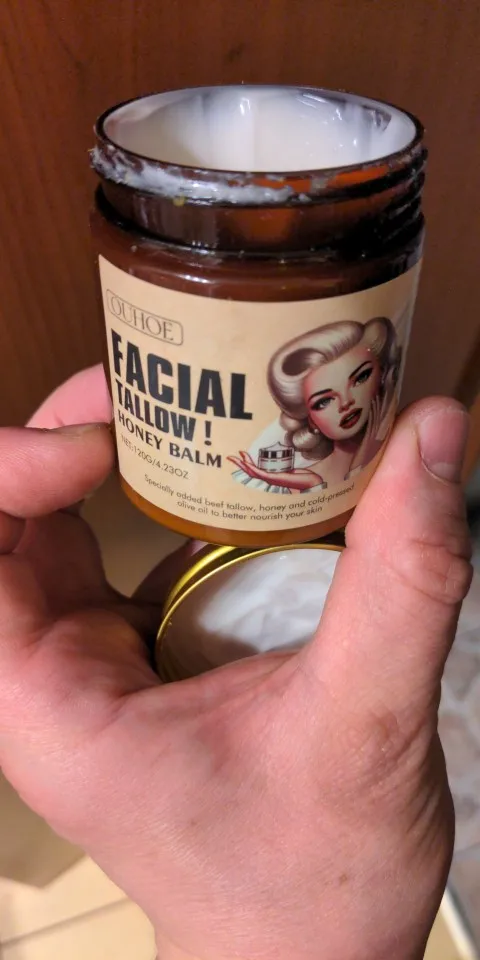 OUHOE
FACIAL
TALLOW!
HONEY BALM
NET:120G/4.23OZ
Specially added beef tallow, honey and cold-pressed
olive oil to better nourish your skin